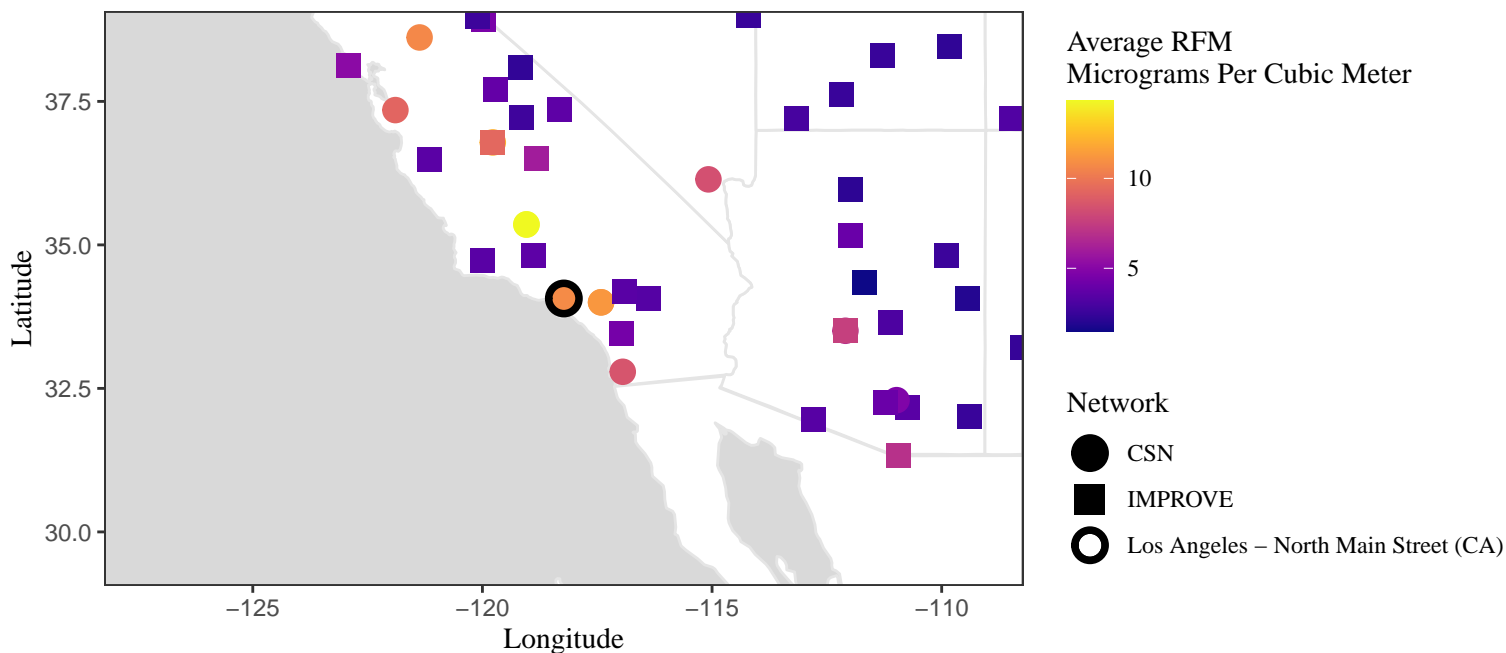 37.5
35.0
32.5
30.0
Latitude
−125
−120
−115
−110
Longitude
Average RFM
Micrograms Per Cubic Meter
10
5
Network
CSN
IMPROVE
Los Angeles − North Main Street (CA)